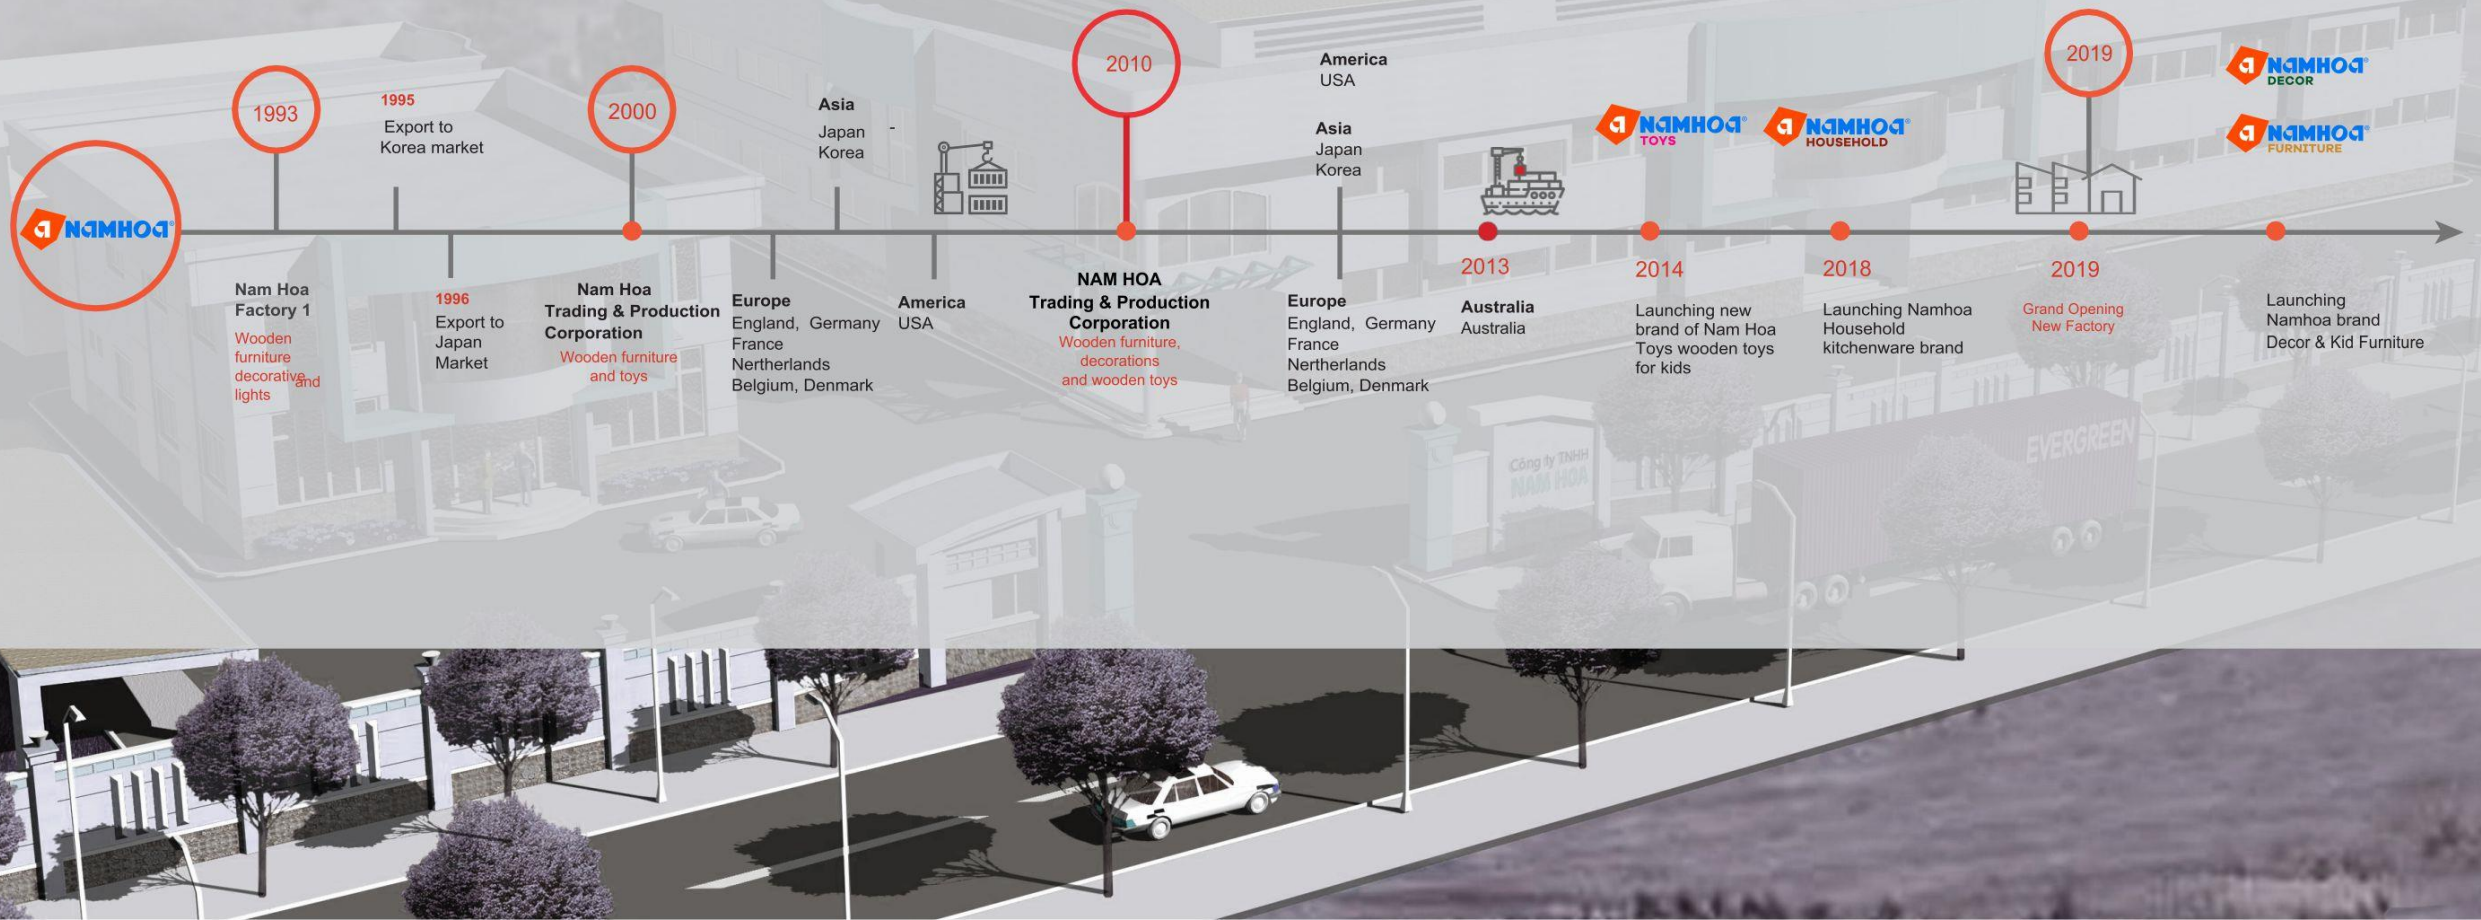 NAMHOA®
1993
Nam Hoa
Factory 1
Wooden
furniture
decorative and
lights
1995
Export to
Korea market
1996
Export to
Japan
Market
2000
Nam Hoa
Trading & Production
Corporation
Wooden furniture
and toys
Europe
England, Germany
France
Nertherlands
Belgium, Denmark
Asia
Japan -
Korea
America
USA
2010
NAM HOA
Trading & Production
Corporation
Wooden furniture,
decorations
and wooden toys
America
USA
Asia
Japan
Korea
Europe
England, Germany
France
Nertherlands
Belgium, Denmark
2013
Australia
Australia
NAMHOA®
TOYS
2014
Launching new
brand of Nam Hoa
Toys wooden toys
for kids
NAMHOA®
HOUSEHOLD
2018
Launching Namhoa
Household
kitchenware brand
2019
2019
Grand Opening
New Factory
NAMHOA®
DECOR
NAMHOA®
FURNITURE
Launching
Namhoa brand
Decor & Kid Furniture
Công ty TNHH
NAM HOA
EVERGREEN